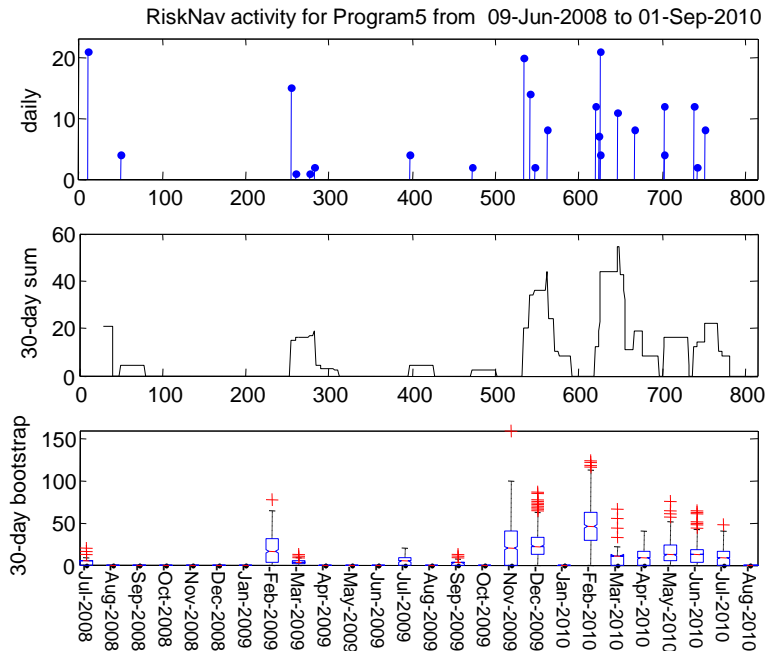 RiskNav activity for Program5 from 09-Jun-2008 to 01-Sep-2010
daily
20
10
0
0 100 200 300 400 500 600 700 800
30-day sum
60
40
20
0
0 100 200 300 400 500 600 700 800
30-day bootstrap
150
100
50
0
Jul-2008
Aug-2008
Sep-2008
Oct-2008
Nov-2008
Dec-2008
Jan-2009
Feb-2009
Mar-2009
Apr-2009
May-2009
Jun-2009
Jul-2009
Aug-2009
Sep-2009
Oct-2009
Nov-2009
Dec-2009
Jan-2010
Feb-2010
Mar-2010
Apr-2010
May-2010
Jun-2010
Jul-2010
Aug-2010